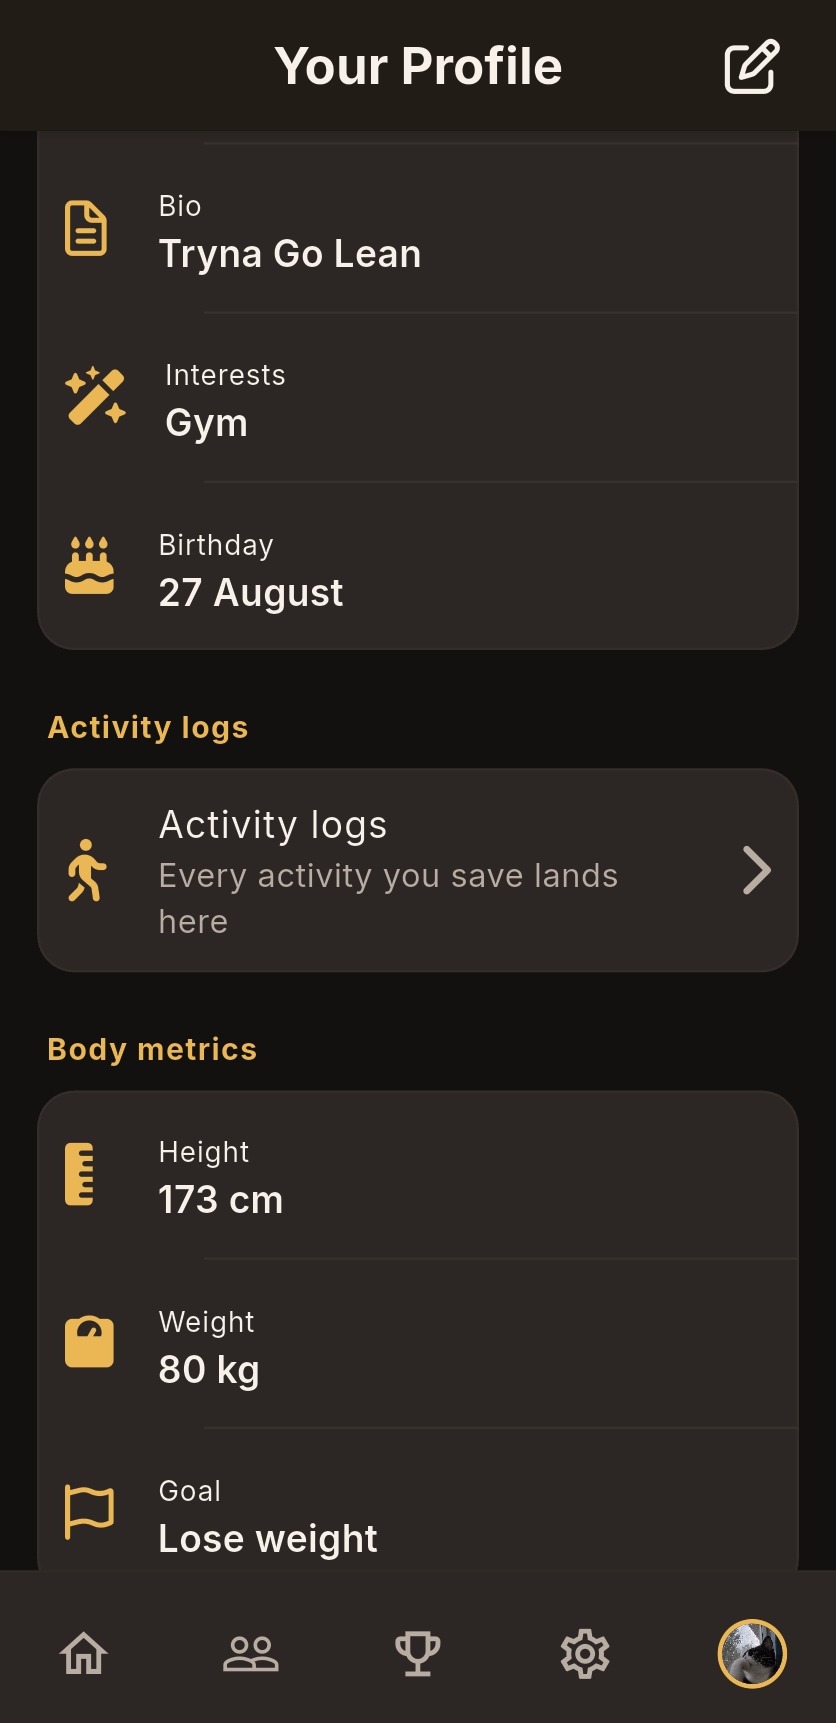 Your Profile
Bio
Tryna Go Lean
Interests
Gym
Birthday
27 August
Activity logs
Activity logs
Every activity you save lands
here
Body metrics
Height
173 cm
Weight
80 kg
Goal
Lose weight